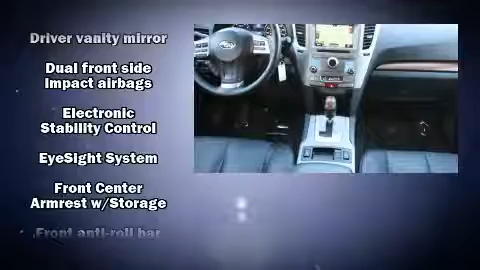 Driver vanity mirror
Dual front side
impact airbags
Electronic
Stability Control
EyeSight System
Front Center
Armrest w/Storage
Front anti-roll bar